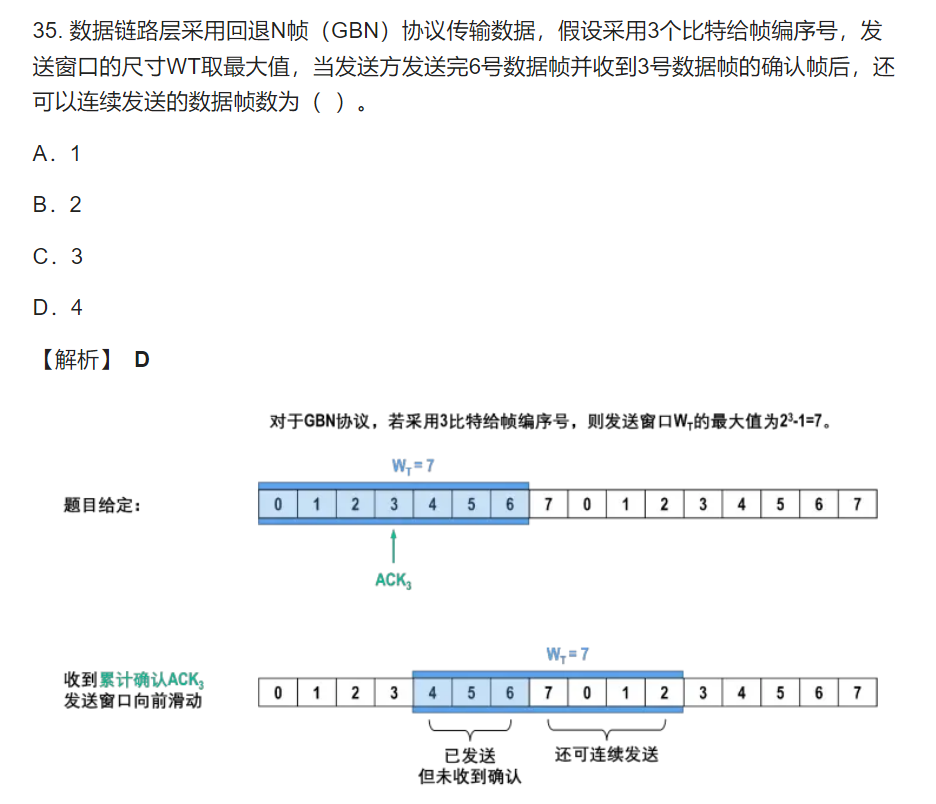 35. 数据链路层采用回退N帧（GBN）协议传输数据，假设采用3个比特给帧编序号，发
送窗口的尺寸WT取最大值，当发送方发送完6号数据帧并收到3号数据帧的确认帧后，还
可以连续发送的数据帧数为（ ）。
A. 1
B. 2
C. 3
D. 4
【解析】 D
对于GBN协议，若采用3比特给帧编序号，则发送窗口W_T的最大值为2³-1=7。
W_T = 7
题目给定： 0 1 2 3 4 5 6 7 0 1 2 3 4 5 6 7
ACK₃
W_T = 7
收到累计确认ACK₃
发送窗口向前滑动
0 1 2 3 4 5 6 7 0 1 2 3 4 5 6 7
已发送
但未收到确认
还可连续发送